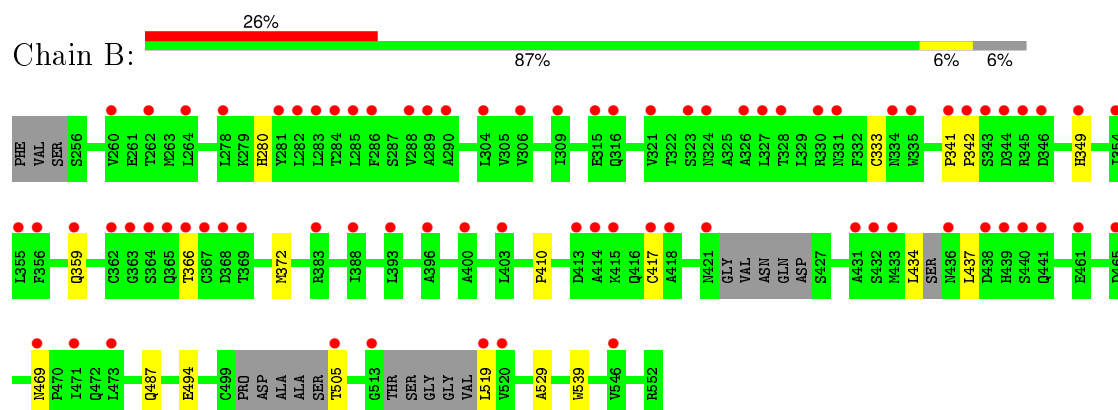 26%
Chain B:
87% 6% 6%
PHE VAL SER S256 V260 E261 T262 M263 L264 L278 K279 H280 Y281 L282 L283 T284 L285 F286 S287 V288 A289 A290 L304 V305 V306 I309 E315 Q316 V321 T322 S323 N324 A325 A326 L327 T328 L329 R330 N331 F332 C333 N334 W335 P341 P342 S343 D344 R345 D346 H349 I354
L355 F356 Q359 C362 G363 S364 Q365 T366 C367 D368 T369 M372 R383 I388 L393 A396 A400 L403 P410 D413 A414 K415 Q416 C417 A418 N421 GLY VAL ASN GLN ASP S427 A431 S432 M433 L434 SER N436 L437 D438 H439 S440 Q441 E461 D465
N469 P470 I471 Q472 L473 Q487 E494 C499 PRO ASP ALA ALA SER T505 G513 THR SER GLY GLY VAL L519 V520 A529 W539 V546 R552